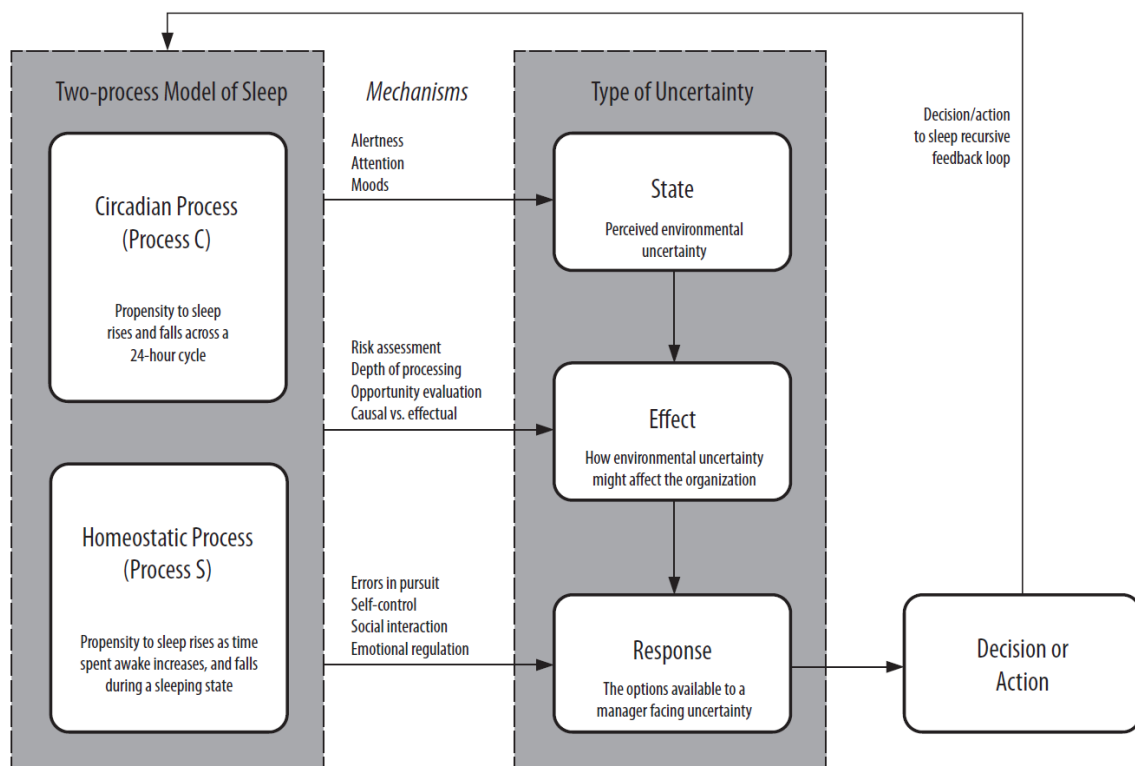 Two-process Model of Sleep
Circadian Process
(Process C)
Propensity to sleep
rises and falls across a
24-hour cycle
Homeostatic Process
(Process S)
Propensity to sleep rises as time
spent awake increases, and falls
during a sleeping state
Mechanisms
Alertness
Attention
Moods
Risk assessment
Depth of processing
Opportunity evaluation
Causal vs. effectual
Errors in pursuit
Self-control
Social interaction
Emotional regulation
Type of Uncertainty
State
Perceived environmental
uncertainty
Effect
How environmental uncertainty
might affect the organization
Response
The options available to a
manager facing uncertainty
Decision/action
to sleep recursive
feedback loop
Decision or
Action